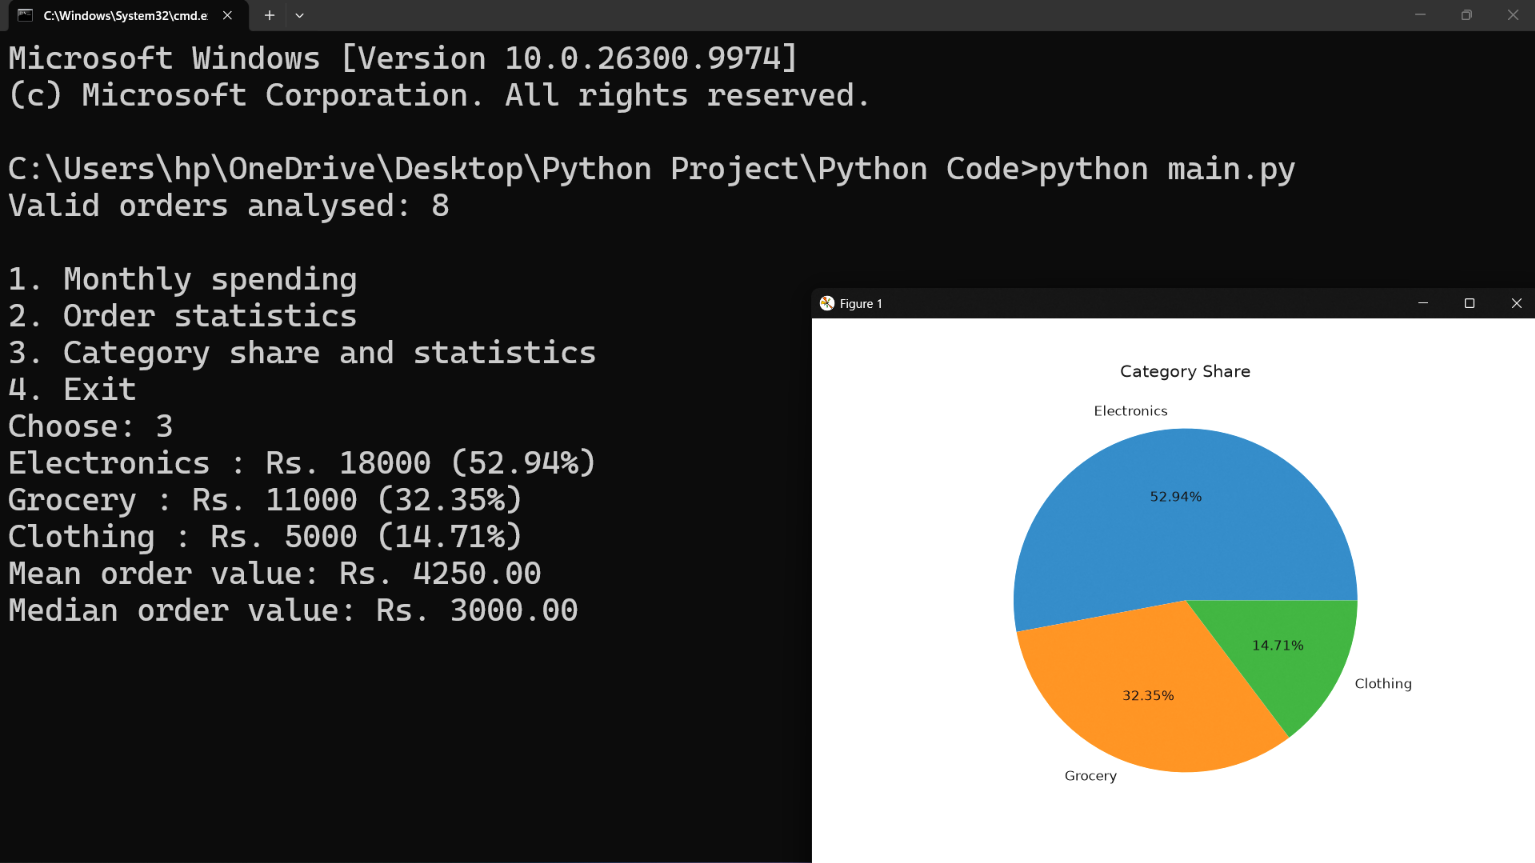 C:\Windows\System32\cmd.e
Microsoft Windows [Version 10.0.26300.9974]
(c) Microsoft Corporation. All rights reserved.
C:\Users\hp\OneDrive\Desktop\Python Project\Python Code>python main.py
Valid orders analysed: 8
1. Monthly spending
2. Order statistics
3. Category share and statistics
4. Exit
Choose: 3
Electronics : Rs. 18000 (52.94%)
Grocery : Rs. 11000 (32.35%)
Clothing : Rs. 5000 (14.71%)
Mean order value: Rs. 4250.00
Median order value: Rs. 3000.00
Figure 1
Category Share
Electronics
52.94%
14.71%
Clothing
32.35%
Grocery